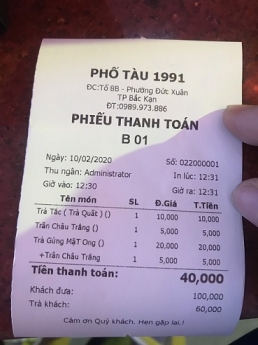 PHỐ TÀU 1991
ĐC:Tổ 8B - Phường Đức Xuân
TP Bắc Kạn
ĐT:0989.973.886
PHIẾU THANH TOÁN
B 01
Ngày: 10/02/2020 Số: 022000001
Thu ngân: Administrator In lúc: 12:31
Giờ vào: 12:30 Giờ ra: 12:31
Tên món SL Đ.Giá T.Tiền
Trà Tắc ( Trà Quất ) () 1 10,000 10,000
Trân Châu Trắng () 1 5,000 5,000
Trà Gừng Mật Ong () 1 20,000 20,000
+Trân Châu Trắng () 1 5,000 5,000
Tiền thanh toán: 40,000
Khách đưa: 100,000
Trả khách: 60,000
Cảm ơn Quý khách. Hẹn gặp lại.!